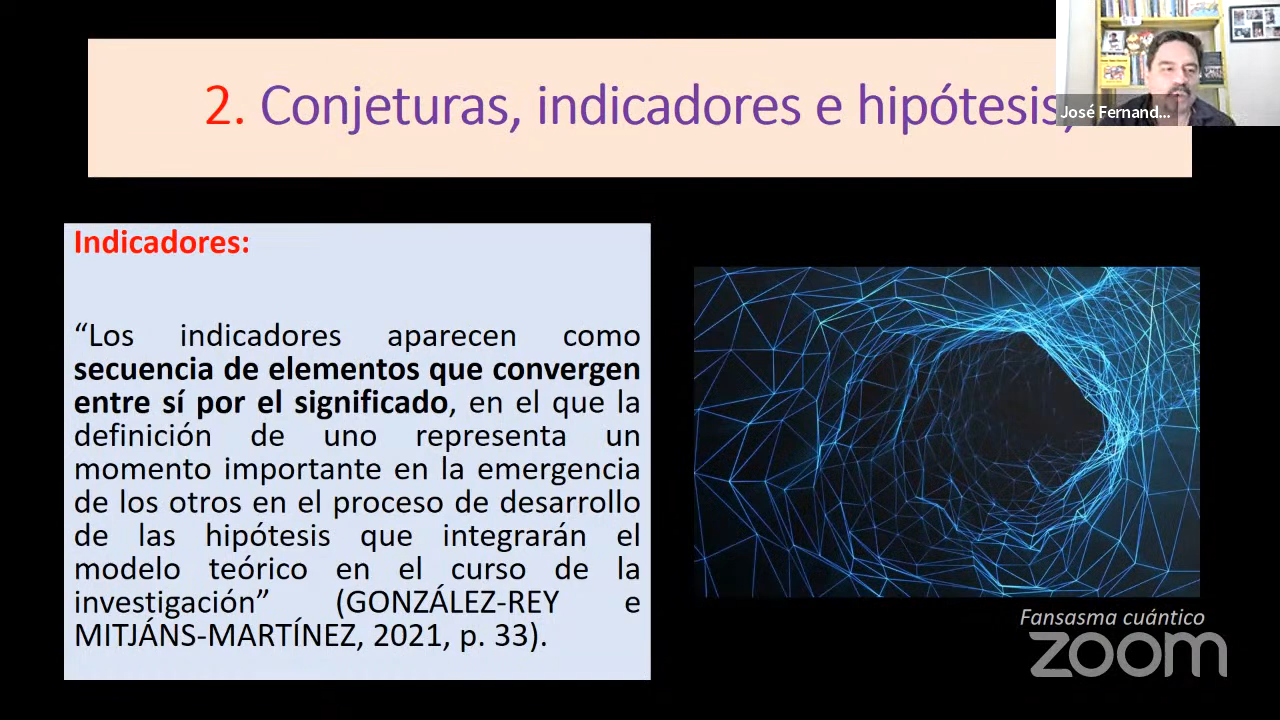 2. Conjeturas, indicadores e hipótesis,
José Fernand...
Indicadores:
“Los indicadores aparecen como
secuencia de elementos que convergen
entre sí por el significado, en el que la
definición de uno representa un
momento importante en la emergencia
de los otros en el proceso de desarrollo
de las hipótesis que integrarán el
modelo teórico en el curso de la
investigación” (GONZÁLEZ-REY e
MITJÁNS-MARTÍNEZ, 2021, p. 33).
Fansasma cuántico
zoom